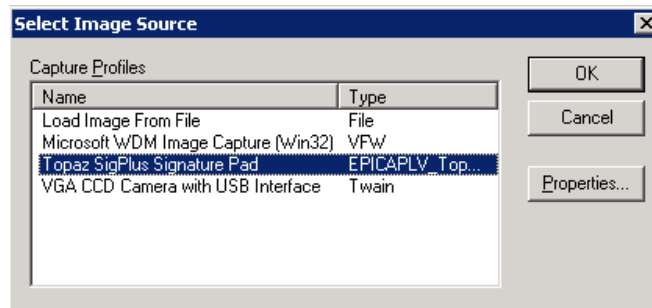 Select Image Source
Capture Profiles
OK
Name Type
Load Image From File File
Cancel
Microsoft WDM Image Capture (Win32) VFW
Topaz SigPlus Signature Pad EPICAPLV_Top...
VGA CCD Camera with USB Interface Twain
Properties...